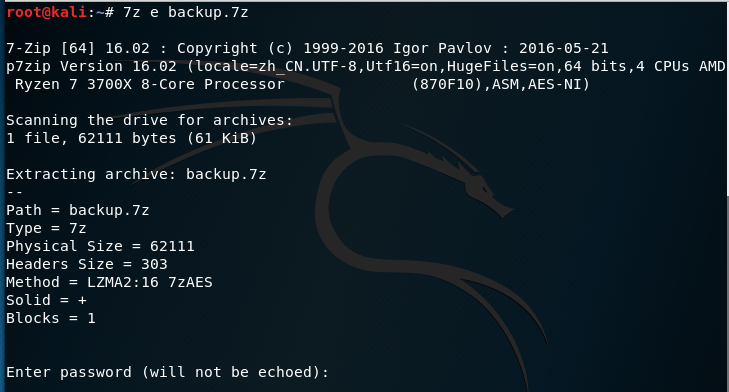 root@kali:~# 7z e backup.7z
7-Zip [64] 16.02 : Copyright (c) 1999-2016 Igor Pavlov : 2016-05-21
p7zip Version 16.02 (locale=zh_CN.UTF-8,Utf16=on,HugeFiles=on,64 bits,4 CPUs AMD
Ryzen 7 3700X 8-Core Processor (870F10),ASM,AES-NI)
Scanning the drive for archives:
1 file, 62111 bytes (61 KiB)
Extracting archive: backup.7z
--
Path = backup.7z
Type = 7z
Physical Size = 62111
Headers Size = 303
Method = LZMA2:16 7zAES
Solid = +
Blocks = 1
Enter password (will not be echoed):